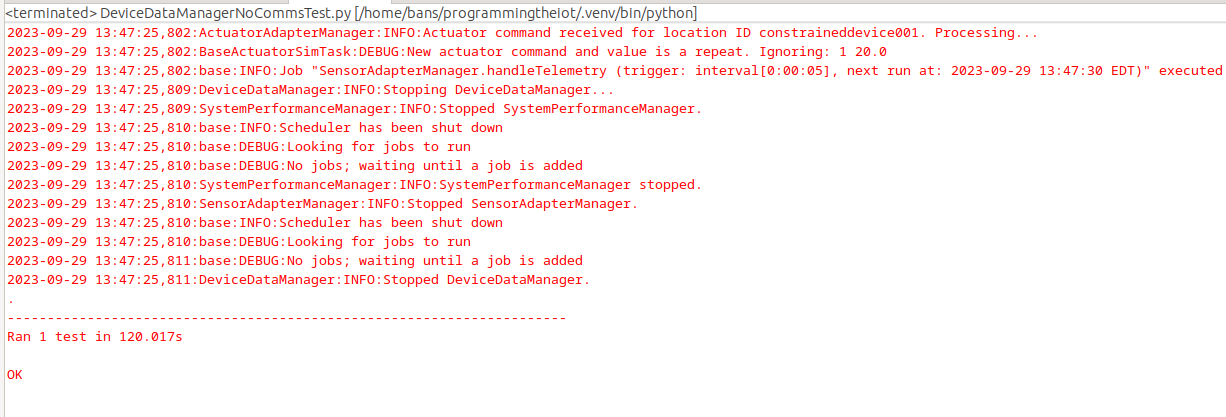 <terminated> DeviceDataManagerNoCommsTest.py [/home/bans/programmingtheiot/.venv/bin/python]
2023-09-29 13:47:25,802:ActuatorAdapterManager:INFO:Actuator command received for location ID constraineddevice001. Processing...
2023-09-29 13:47:25,802:BaseActuatorSimTask:DEBUG:New actuator command and value is a repeat. Ignoring: 1 20.0
2023-09-29 13:47:25,802:base:INFO:Job "SensorAdapterManager.handleTelemetry (trigger: interval[0:00:05], next run at: 2023-09-29 13:47:30 EDT)" executed
2023-09-29 13:47:25,809:DeviceDataManager:INFO:Stopping DeviceDataManager...
2023-09-29 13:47:25,809:SystemPerformanceManager:INFO:Stopped SystemPerformanceManager.
2023-09-29 13:47:25,810:base:INFO:Scheduler has been shut down
2023-09-29 13:47:25,810:base:DEBUG:Looking for jobs to run
2023-09-29 13:47:25,810:base:DEBUG:No jobs; waiting until a job is added
2023-09-29 13:47:25,810:SystemPerformanceManager:INFO:SystemPerformanceManager stopped.
2023-09-29 13:47:25,810:SensorAdapterManager:INFO:Stopped SensorAdapterManager.
2023-09-29 13:47:25,810:base:INFO:Scheduler has been shut down
2023-09-29 13:47:25,810:base:DEBUG:Looking for jobs to run
2023-09-29 13:47:25,811:base:DEBUG:No jobs; waiting until a job is added
2023-09-29 13:47:25,811:DeviceDataManager:INFO:Stopped DeviceDataManager.
.
----------------------------------------------------------------------
Ran 1 test in 120.017s
OK